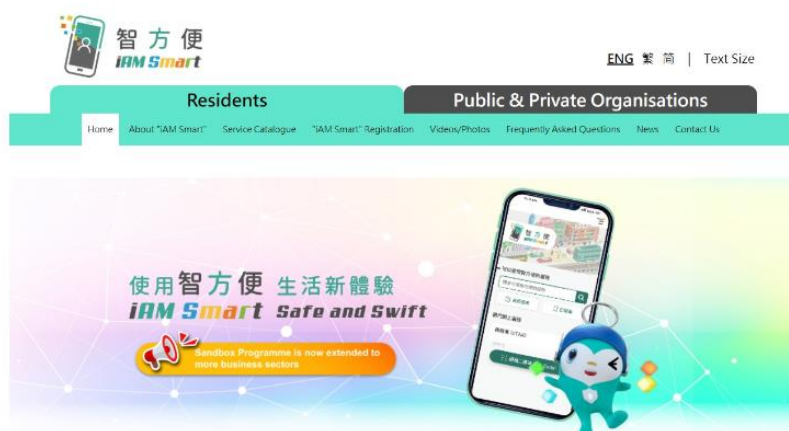 智方便
iAM Smart
ENG 繁 简 | Text Size
Residents
Public & Private Organisations
Home About "iAM Smart" Service Catalogue "iAM Smart" Registration Videos/Photos Frequently Asked Questions News Contact Us
智方便
iAM Smart
使用智方便 生活新體驗
iAM Smart Safe and Swift
Sandbox Programme is now extended to
more business sectors